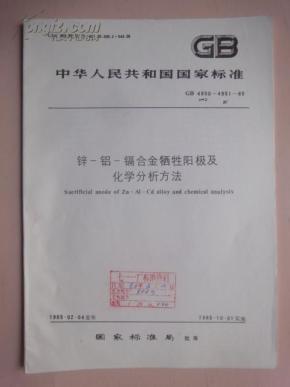 GB
中华人民共和国国家标准
GB 4950~4951-85
锌-铝-镉合金牺牲阳极及
化学分析方法
Sacrificial anode of Zn-Al-Cd alloy and chemical analysis
1985-02-04发布
1985-10-01实施
国家标准局 批准